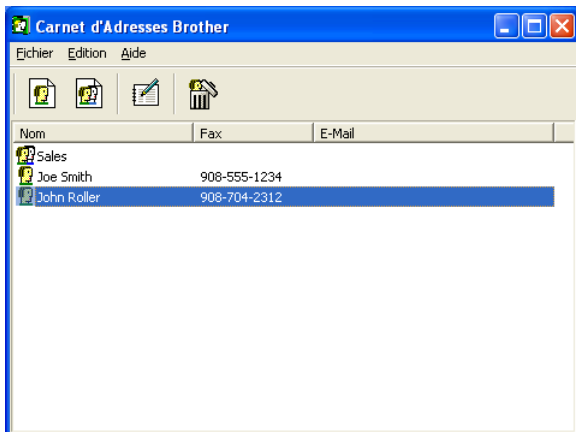 Carnet d'Adresses Brother
Fichier Edition Aide
Nom Fax E-Mail
Sales
Joe Smith 908-555-1234
John Roller 908-704-2312